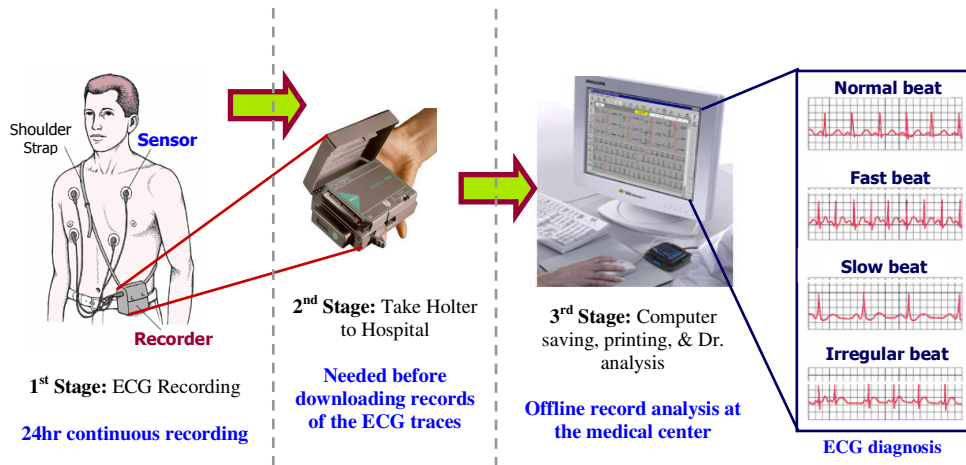 Shoulder
Strap
Sensor
Recorder
1st Stage: ECG Recording
24hr continuous recording
2nd Stage: Take Holter
to Hospital
Needed before
downloading records
of the ECG traces
3rd Stage: Computer
saving, printing, & Dr.
analysis
Offline record analysis at
the medical center
Normal beat
Fast beat
Slow beat
Irregular beat
ECG diagnosis